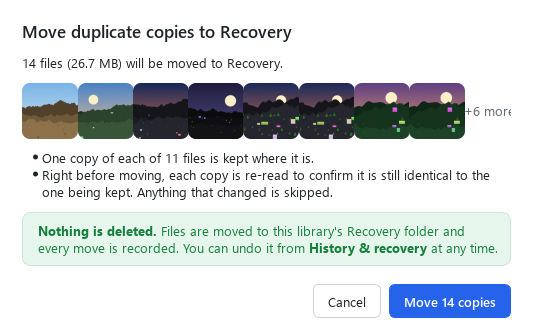 Move duplicate copies to Recovery
14 files (26.7 MB) will be moved to Recovery.
+6 more
• One copy of each of 11 files is kept where it is.
• Right before moving, each copy is re-read to confirm it is still identical to the
one being kept. Anything that changed is skipped.
Nothing is deleted. Files are moved to this library's Recovery folder and
every move is recorded. You can undo it from History & recovery at any time.
Cancel
Move 14 copies